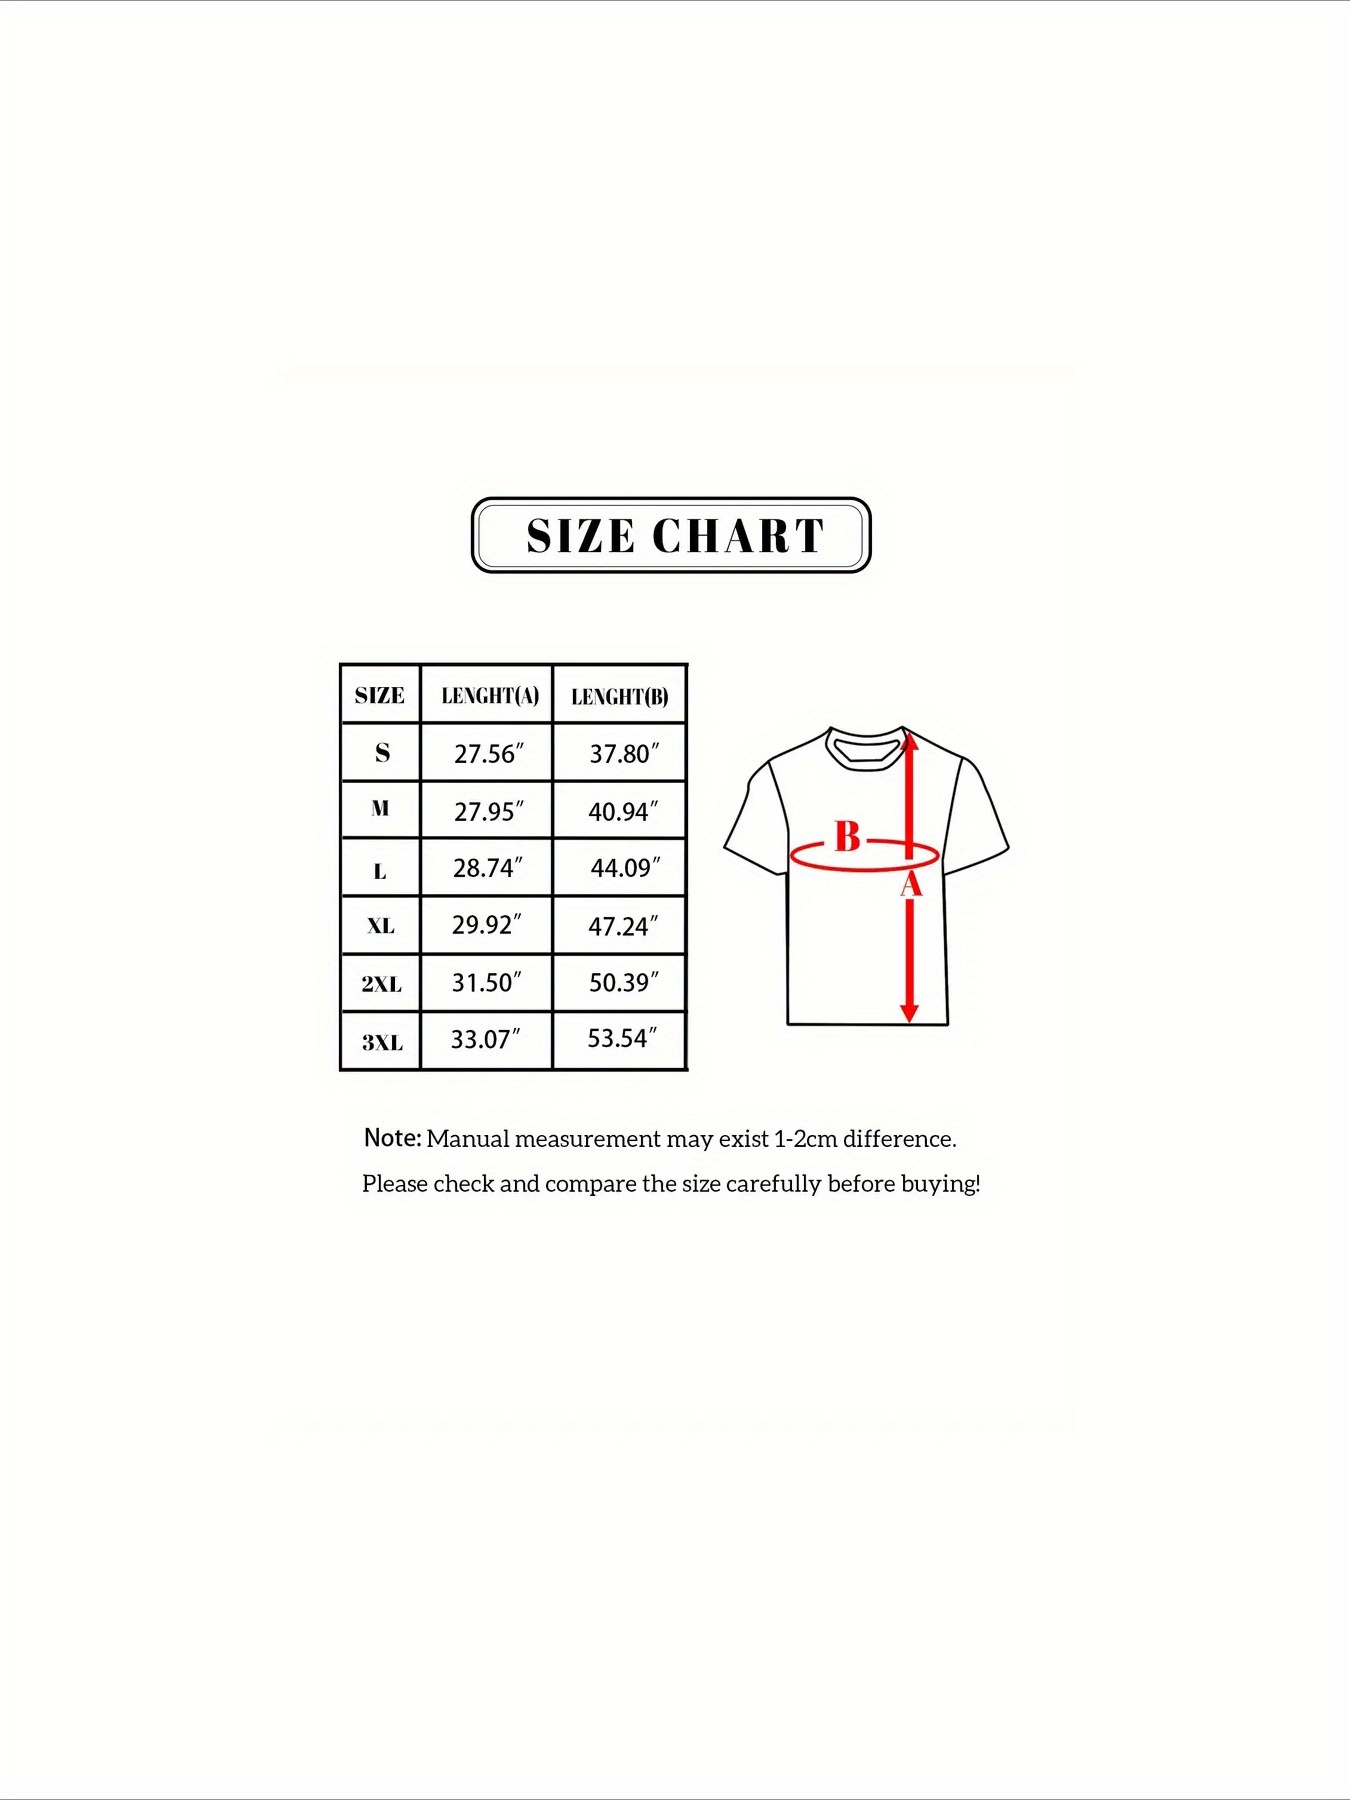 SIZE CHART
SIZE LENGHT(A) LENGHT(B)
S 27.56" 37.80"
M 27.95" 40.94"
L 28.74" 44.09"
XL 29.92" 47.24"
2XL 31.50" 50.39"
3XL 33.07" 53.54"
B
A
Note: Manual measurement may exist 1-2cm difference.
Please check and compare the size carefully before buying!